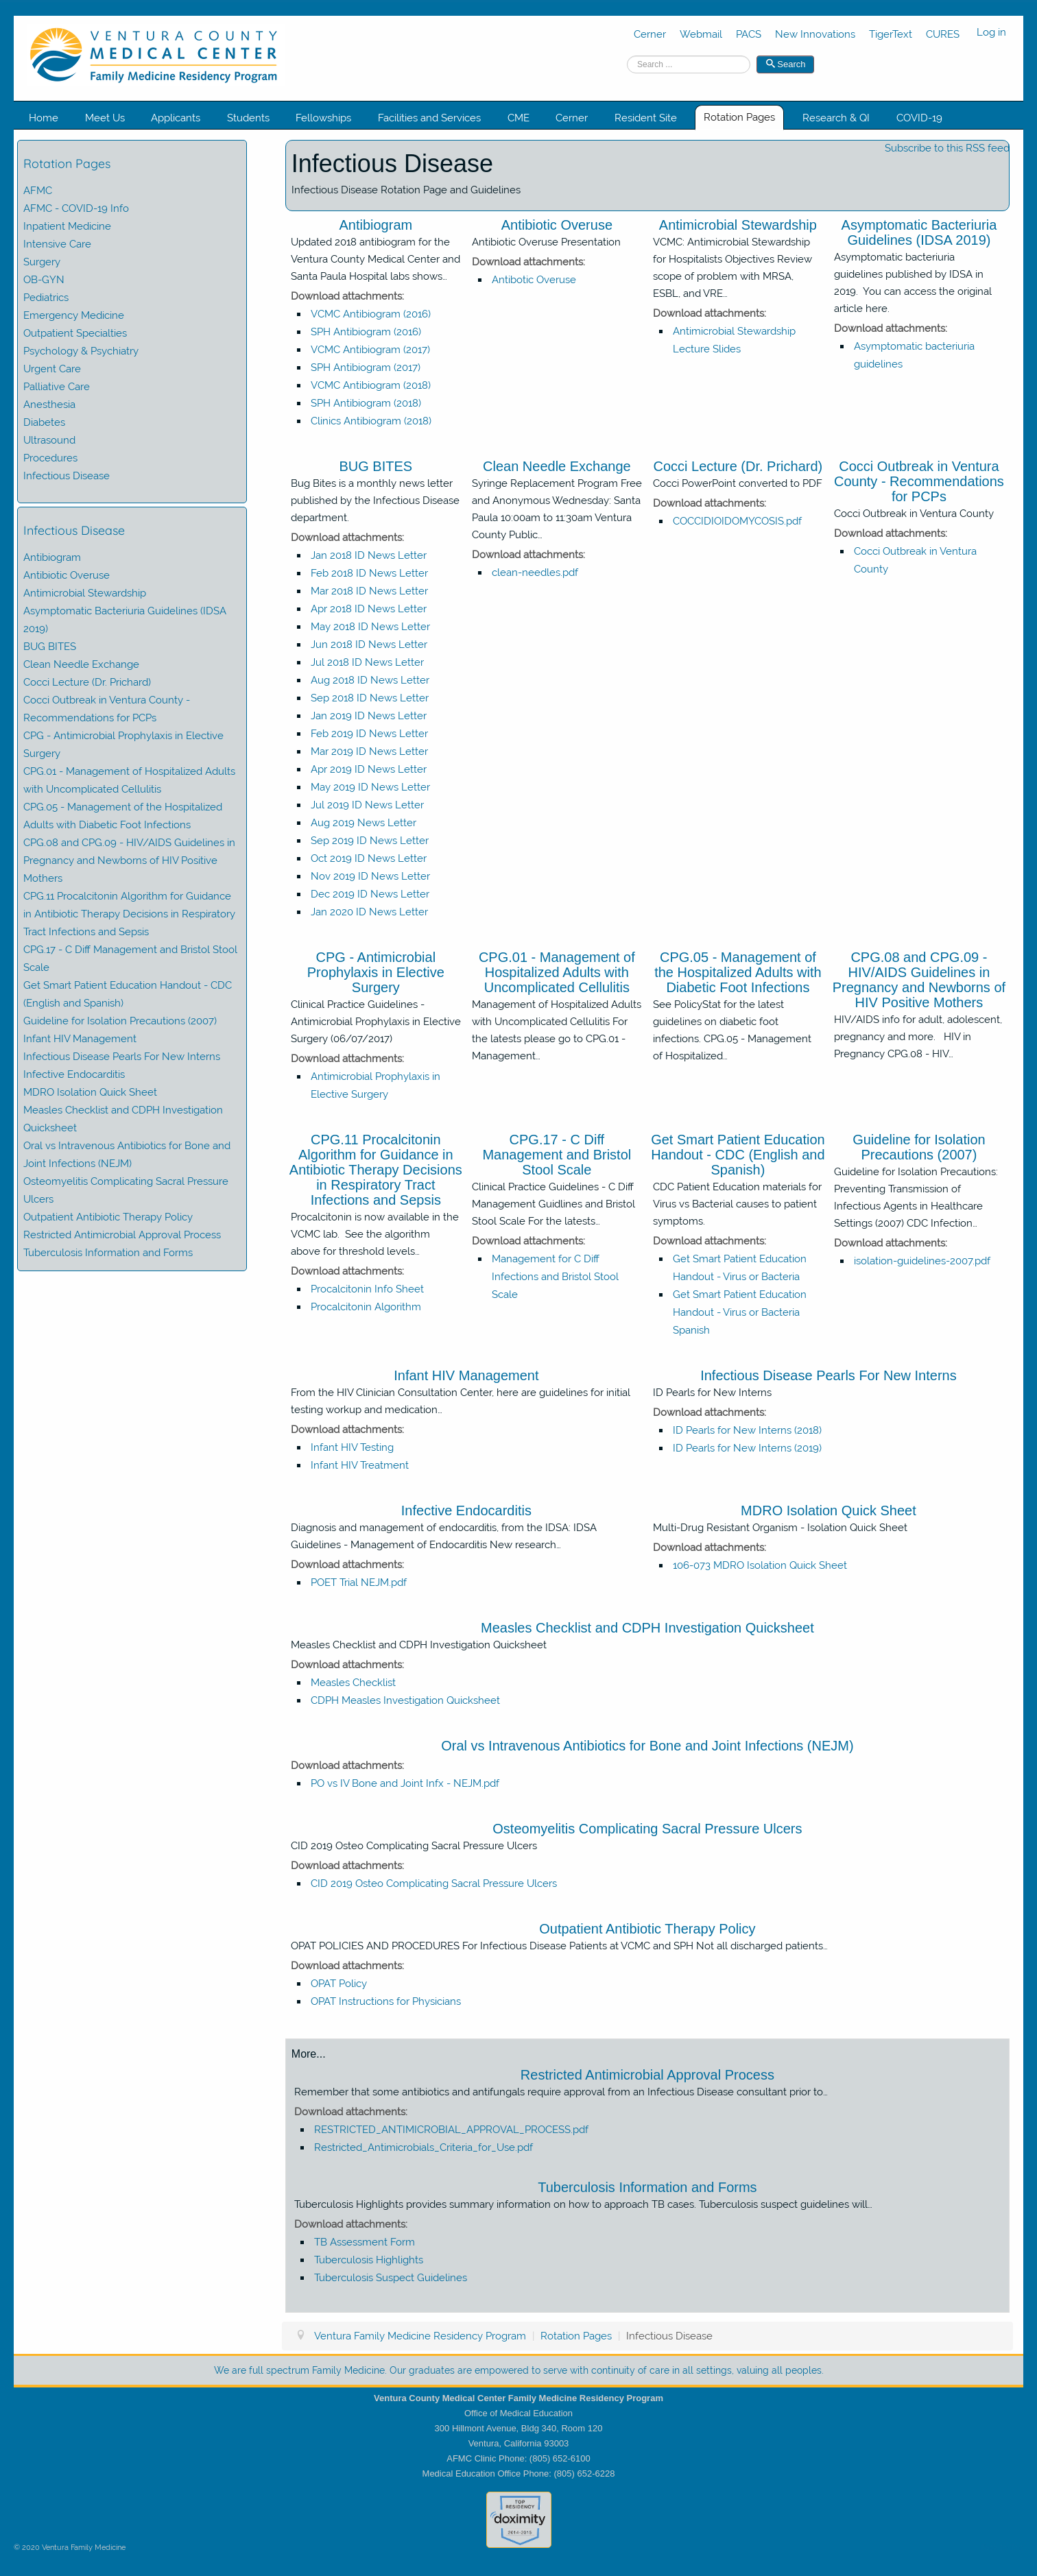 VENTURA COUNTY
MEDICAL CENTER
Family Medicine Residency Program
Cerner Webmail PACS New Innovations TigerText CURES Log in
Search ... Search
Home Meet Us Applicants Students Fellowships Facilities and Services CME Cerner Resident Site Rotation Pages Research & QI COVID-19
Rotation Pages
AFMC
AFMC - COVID-19 Info
Inpatient Medicine
Intensive Care
Surgery
OB-GYN
Pediatrics
Emergency Medicine
Outpatient Specialties
Psychology & Psychiatry
Urgent Care
Palliative Care
Anesthesia
Diabetes
Ultrasound
Procedures
Infectious Disease
Infectious Disease
Antibiogram
Antibiotic Overuse
Antimicrobial Stewardship
Asymptomatic Bacteriuria Guidelines (IDSA
2019)
BUG BITES
Clean Needle Exchange
Cocci Lecture (Dr. Prichard)
Cocci Outbreak in Ventura County -
Recommendations for PCPs
CPG - Antimicrobial Prophylaxis in Elective
Surgery
CPG.01 - Management of Hospitalized Adults
with Uncomplicated Cellulitis
CPG.05 - Management of the Hospitalized
Adults with Diabetic Foot Infections
CPG.08 and CPG.09 - HIV/AIDS Guidelines in
Pregnancy and Newborns of HIV Positive
Mothers
CPG.11 Procalcitonin Algorithm for Guidance
in Antibiotic Therapy Decisions in Respiratory
Tract Infections and Sepsis
CPG.17 - C Diff Management and Bristol Stool
Scale
Get Smart Patient Education Handout - CDC
(English and Spanish)
Guideline for Isolation Precautions (2007)
Infant HIV Management
Infectious Disease Pearls For New Interns
Infective Endocarditis
MDRO Isolation Quick Sheet
Measles Checklist and CDPH Investigation
Quicksheet
Oral vs Intravenous Antibiotics for Bone and
Joint Infections (NEJM)
Osteomyelitis Complicating Sacral Pressure
Ulcers
Outpatient Antibiotic Therapy Policy
Restricted Antimicrobial Approval Process
Tuberculosis Information and Forms
Subscribe to this RSS feed
Infectious Disease
Infectious Disease Rotation Page and Guidelines
Antibiogram
Updated 2018 antibiogram for the
Ventura County Medical Center and
Santa Paula Hospital labs shows…
Download attachments:
VCMC Antibiogram (2016)
SPH Antibiogram (2016)
VCMC Antibiogram (2017)
SPH Antibiogram (2017)
VCMC Antibiogram (2018)
SPH Antibiogram (2018)
Clinics Antibiogram (2018)
Antibiotic Overuse
Antibiotic Overuse Presentation
Download attachments:
Antibotic Overuse
Antimicrobial Stewardship
VCMC: Antimicrobial Stewardship
for Hospitalists Objectives Review
scope of problem with MRSA,
ESBL, and VRE…
Download attachments:
Antimicrobial Stewardship
Lecture Slides
Asymptomatic Bacteriuria
Guidelines (IDSA 2019)
Asymptomatic bacteriuria
guidelines published by IDSA in
2019. You can access the original
article here.
Download attachments:
Asymptomatic bacteriuria
guidelines
BUG BITES
Bug Bites is a monthly news letter
published by the Infectious Disease
department.
Download attachments:
Jan 2018 ID News Letter
Feb 2018 ID News Letter
Mar 2018 ID News Letter
Apr 2018 ID News Letter
May 2018 ID News Letter
Jun 2018 ID News Letter
Jul 2018 ID News Letter
Aug 2018 ID News Letter
Sep 2018 ID News Letter
Jan 2019 ID News Letter
Feb 2019 ID News Letter
Mar 2019 ID News Letter
Apr 2019 ID News Letter
May 2019 ID News Letter
Jul 2019 ID News Letter
Aug 2019 News Letter
Sep 2019 ID News Letter
Oct 2019 ID News Letter
Nov 2019 ID News Letter
Dec 2019 ID News Letter
Jan 2020 ID News Letter
Clean Needle Exchange
Syringe Replacement Program Free
and Anonymous Wednesday: Santa
Paula 10:00am to 11:30am Ventura
County Public…
Download attachments:
clean-needles.pdf
Cocci Lecture (Dr. Prichard)
Cocci PowerPoint converted to PDF
Download attachments:
COCCIDIOIDOMYCOSIS.pdf
Cocci Outbreak in Ventura
County - Recommendations
for PCPs
Cocci Outbreak in Ventura County
Download attachments:
Cocci Outbreak in Ventura
County
CPG - Antimicrobial
Prophylaxis in Elective
Surgery
Clinical Practice Guidelines -
Antimicrobial Prophylaxis in Elective
Surgery (06/07/2017)
Download attachments:
Antimicrobial Prophylaxis in
Elective Surgery
CPG.01 - Management of
Hospitalized Adults with
Uncomplicated Cellulitis
Management of Hospitalized Adults
with Uncomplicated Cellulitis For
the latests please go to CPG.01 -
Management…
CPG.05 - Management of
the Hospitalized Adults with
Diabetic Foot Infections
See PolicyStat for the latest
guidelines on diabetic foot
infections. CPG.05 - Management
of Hospitalized…
CPG.08 and CPG.09 -
HIV/AIDS Guidelines in
Pregnancy and Newborns of
HIV Positive Mothers
HIV/AIDS info for adult, adolescent,
pregnancy and more. HIV in
Pregnancy CPG.08 - HIV…
CPG.11 Procalcitonin
Algorithm for Guidance in
Antibiotic Therapy Decisions
in Respiratory Tract
Infections and Sepsis
Procalcitonin is now available in the
VCMC lab. See the algorithm
above for threshold levels…
Download attachments:
Procalcitonin Info Sheet
Procalcitonin Algorithm
CPG.17 - C Diff
Management and Bristol
Stool Scale
Clinical Practice Guidelines - C Diff
Management Guidlines and Bristol
Stool Scale For the latests…
Download attachments:
Management for C Diff
Infections and Bristol Stool
Scale
Get Smart Patient Education
Handout - CDC (English and
Spanish)
CDC Patient Education materials for
Virus vs Bacterial causes to patient
symptoms.
Download attachments:
Get Smart Patient Education
Handout - Virus or Bacteria
Get Smart Patient Education
Handout - Virus or Bacteria
Spanish
Guideline for Isolation
Precautions (2007)
Guideline for Isolation Precautions:
Preventing Transmission of
Infectious Agents in Healthcare
Settings (2007) CDC Infection…
Download attachments:
isolation-guidelines-2007.pdf
Infant HIV Management
From the HIV Clinician Consultation Center, here are guidelines for initial
testing workup and medication…
Download attachments:
Infant HIV Testing
Infant HIV Treatment
Infectious Disease Pearls For New Interns
ID Pearls for New Interns
Download attachments:
ID Pearls for New Interns (2018)
ID Pearls for New Interns (2019)
Infective Endocarditis
Diagnosis and management of endocarditis, from the IDSA: IDSA
Guidelines - Management of Endocarditis New research…
Download attachments:
POET Trial NEJM.pdf
MDRO Isolation Quick Sheet
Multi-Drug Resistant Organism - Isolation Quick Sheet
Download attachments:
106-073 MDRO Isolation Quick Sheet
Measles Checklist and CDPH Investigation Quicksheet
Measles Checklist and CDPH Investigation Quicksheet
Download attachments:
Measles Checklist
CDPH Measles Investigation Quicksheet
Oral vs Intravenous Antibiotics for Bone and Joint Infections (NEJM)
Download attachments:
PO vs IV Bone and Joint Infx - NEJM.pdf
Osteomyelitis Complicating Sacral Pressure Ulcers
CID 2019 Osteo Complicating Sacral Pressure Ulcers
Download attachments:
CID 2019 Osteo Complicating Sacral Pressure Ulcers
Outpatient Antibiotic Therapy Policy
OPAT POLICIES AND PROCEDURES For Infectious Disease Patients at VCMC and SPH Not all discharged patients…
Download attachments:
OPAT Policy
OPAT Instructions for Physicians
More...
Restricted Antimicrobial Approval Process
Remember that some antibiotics and antifungals require approval from an Infectious Disease consultant prior to…
Download attachments:
RESTRICTED_ANTIMICROBIAL_APPROVAL_PROCESS.pdf
Restricted_Antimicrobials_Criteria_for_Use.pdf
Tuberculosis Information and Forms
Tuberculosis Highlights provides summary information on how to approach TB cases. Tuberculosis suspect guidelines will…
Download attachments:
TB Assessment Form
Tuberculosis Highlights
Tuberculosis Suspect Guidelines
Ventura Family Medicine Residency Program | Rotation Pages | Infectious Disease
We are full spectrum Family Medicine. Our graduates are empowered to serve with continuity of care in all settings, valuing all peoples.
Ventura County Medical Center Family Medicine Residency Program
Office of Medical Education
300 Hillmont Avenue, Bldg 340, Room 120
Ventura, California 93003
AFMC Clinic Phone: (805) 652-6100
Medical Education Office Phone: (805) 652-6228
TOP
RESIDENCY
doximity
2014-2015
© 2020 Ventura Family Medicine